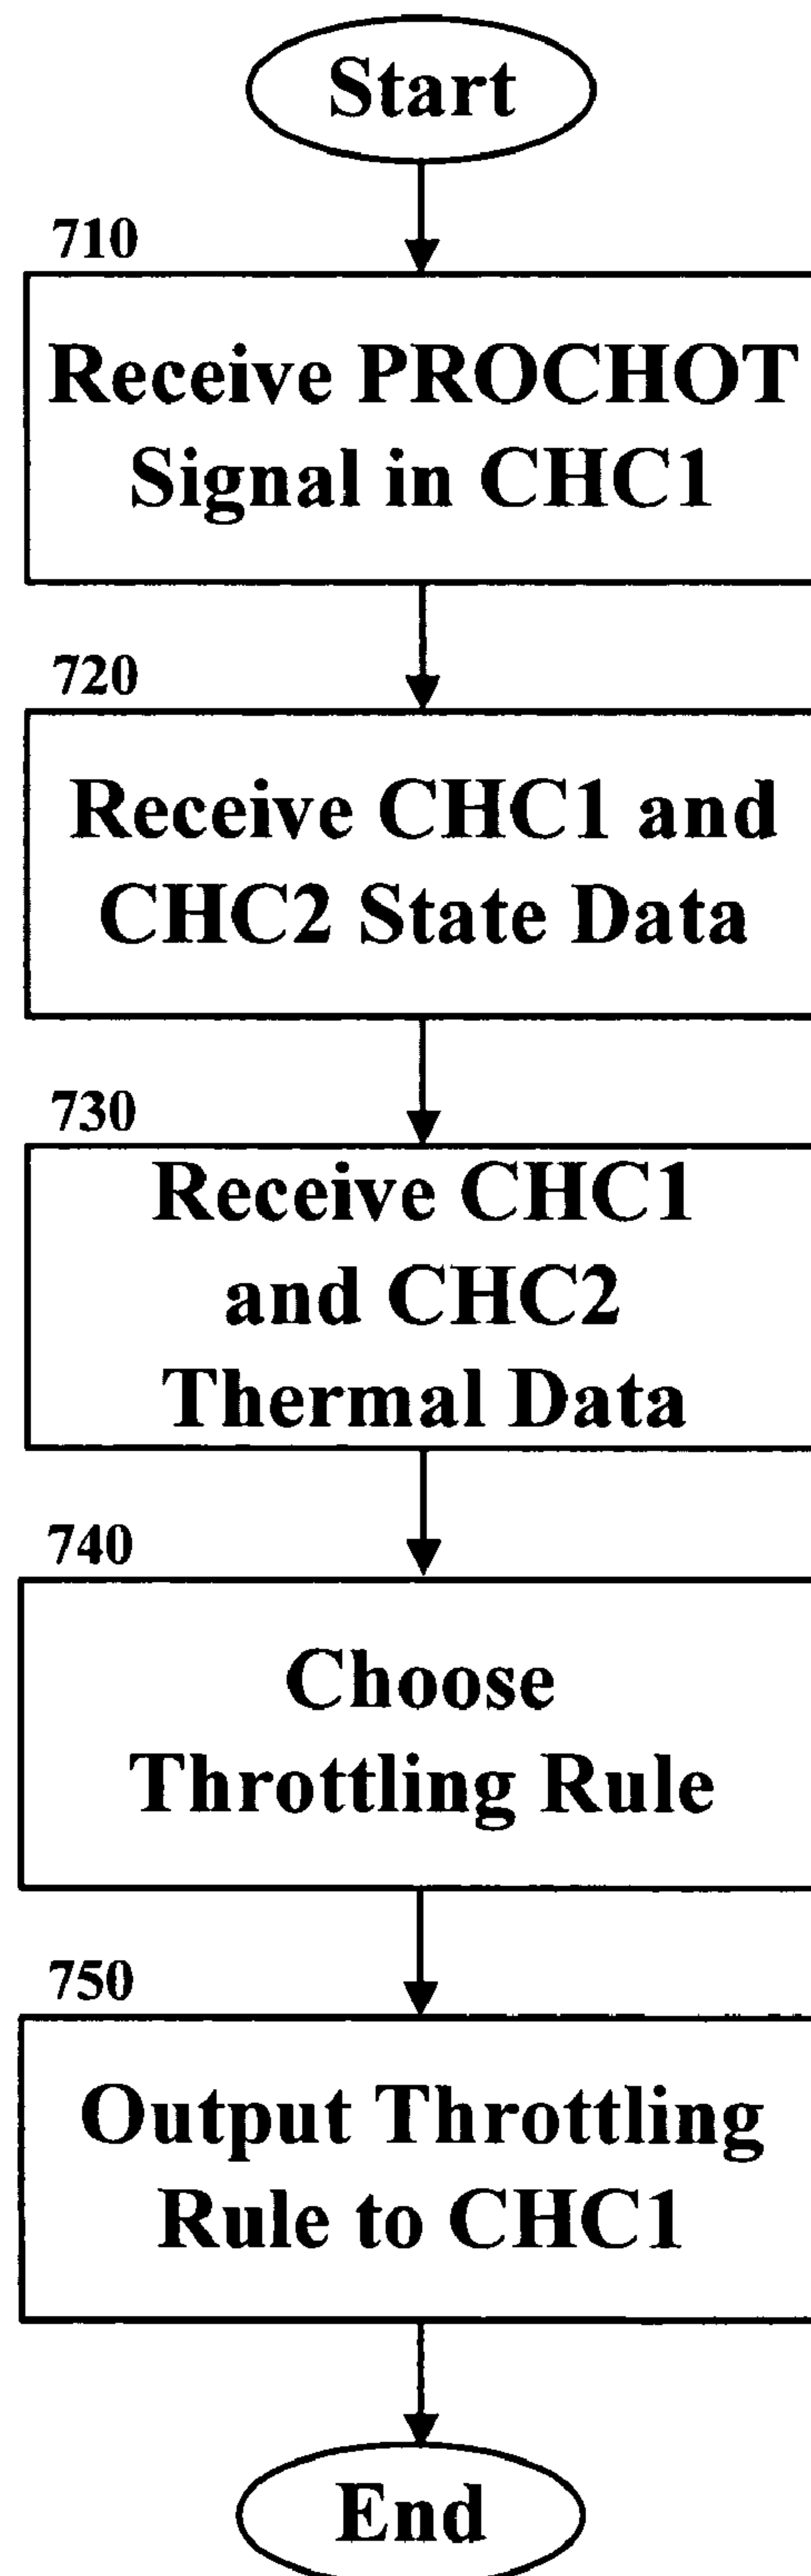 Start
710
Receive PROCHOT
Signal in CHC1
720
Receive CHC1 and
CHC2 State Data
730
Receive CHC1
and CHC2
Thermal Data
740
Choose
Throttling Rule
750
Output Throttling
Rule to CHC1
End